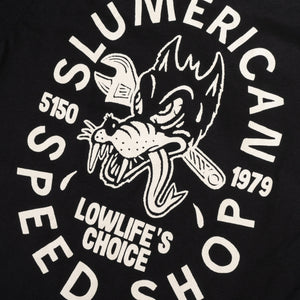 SLUMERICAN
5150
1979
LOWLIFE'S
CHOICE
SPEED SHOP